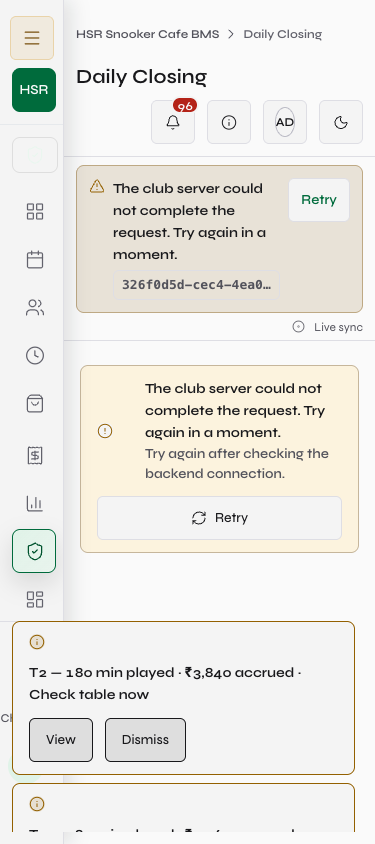 HSR Snooker Cafe BMS > Daily Closing
HSR
Daily Closing
96
AD
The club server could
not complete the
request. Try again in a
moment.
Retry
326f0d5d-cec4-4ea0…
Live sync
The club server could not
complete the request. Try
again in a moment.
Try again after checking the
backend connection.
Retry
T2 — 180 min played · ₹3,840 accrued ·
Check table now
View
Dismiss